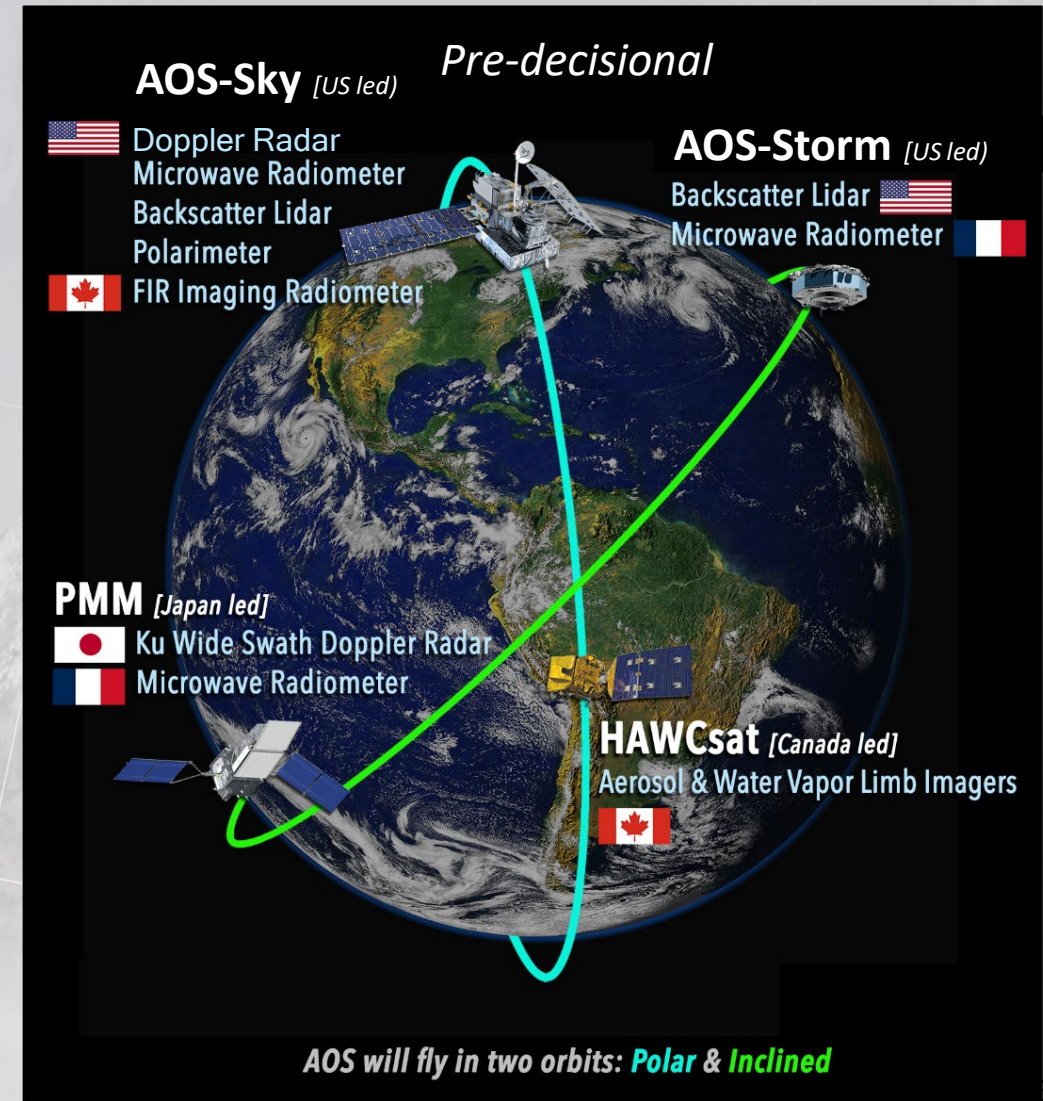 Pre-decisional
AOS-Sky [US led]
Doppler Radar
Microwave Radiometer
Backscatter Lidar
Polarimeter
FIR Imaging Radiometer
AOS-Storm [US led]
Backscatter Lidar
Microwave Radiometer
PMM [Japan led]
Ku Wide Swath Doppler Radar
Microwave Radiometer
HAWCsat [Canada led]
Aerosol & Water Vapor Limb Imagers
AOS will fly in two orbits: Polar & Inclined